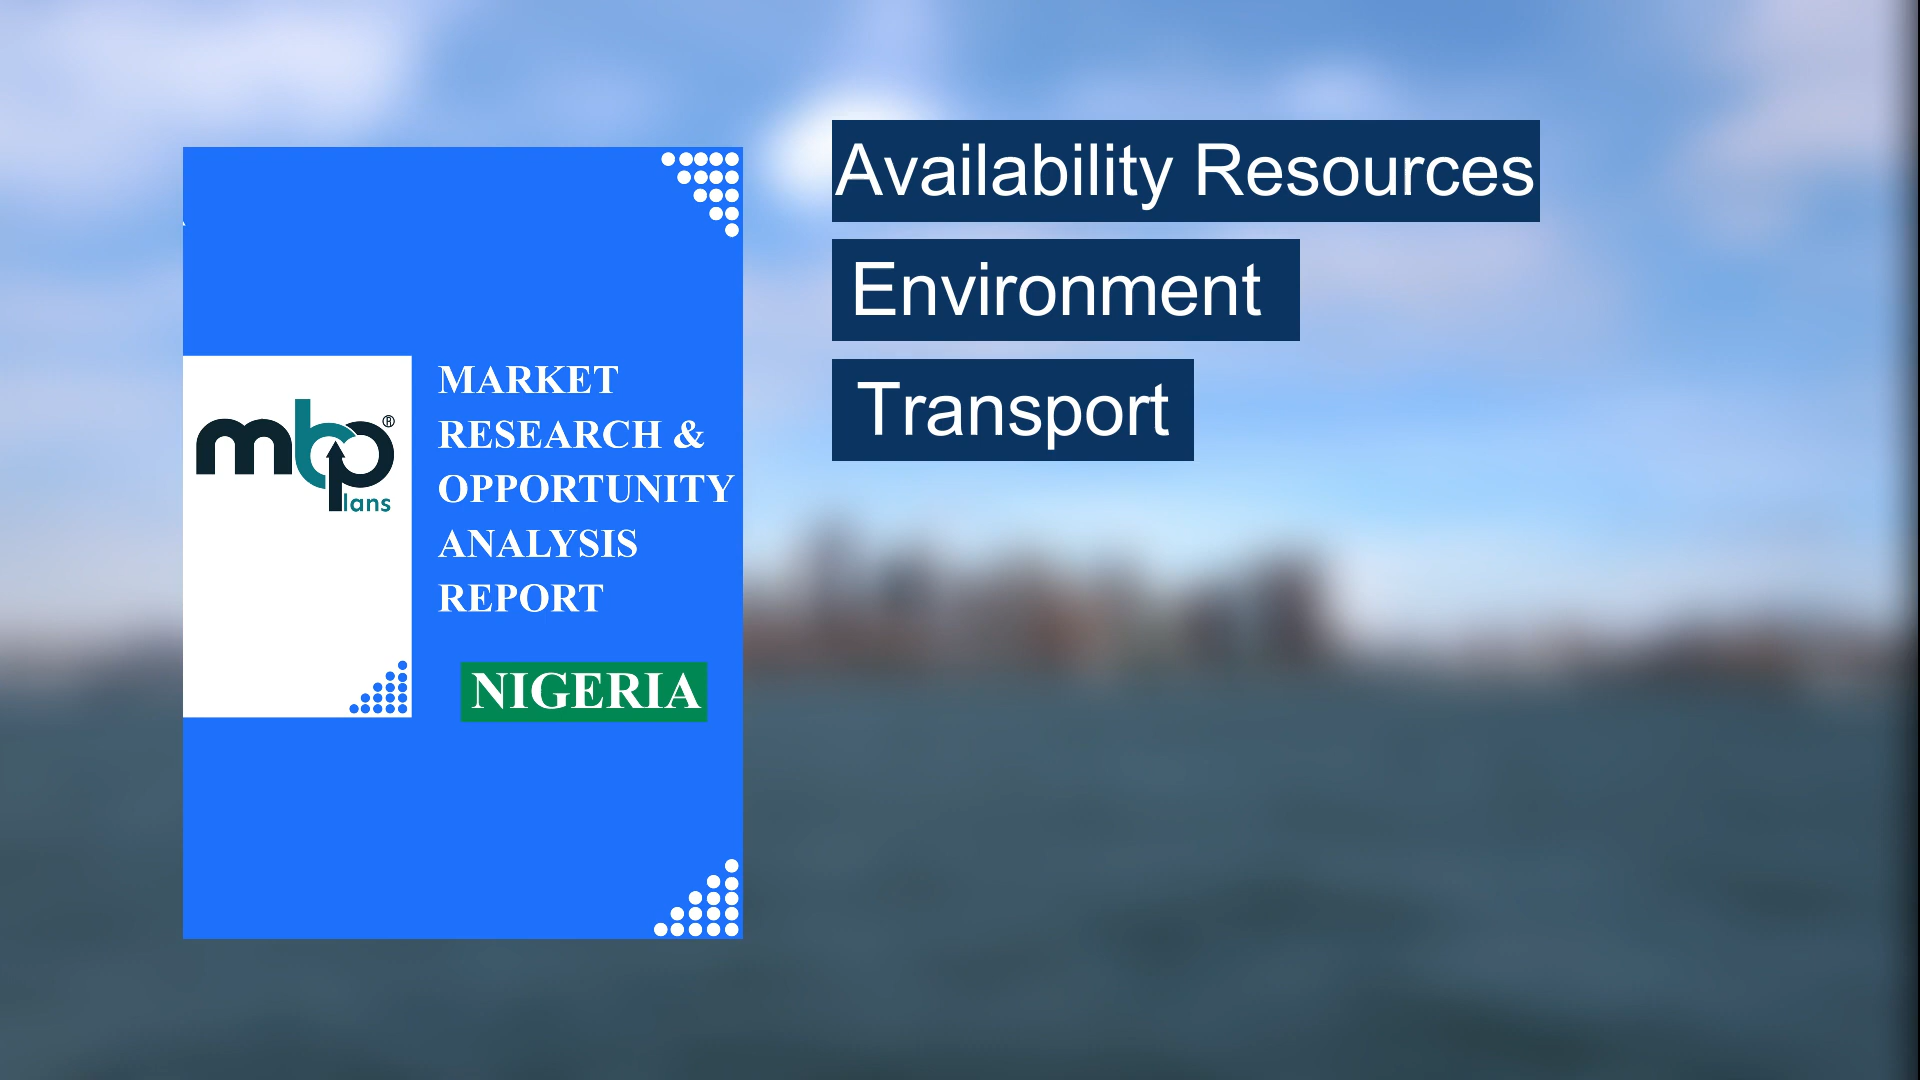 mbp®
lans
MARKET
RESEARCH &
OPPORTUNITY
ANALYSIS
REPORT
NIGERIA
Availability Resources
Environment
Transport